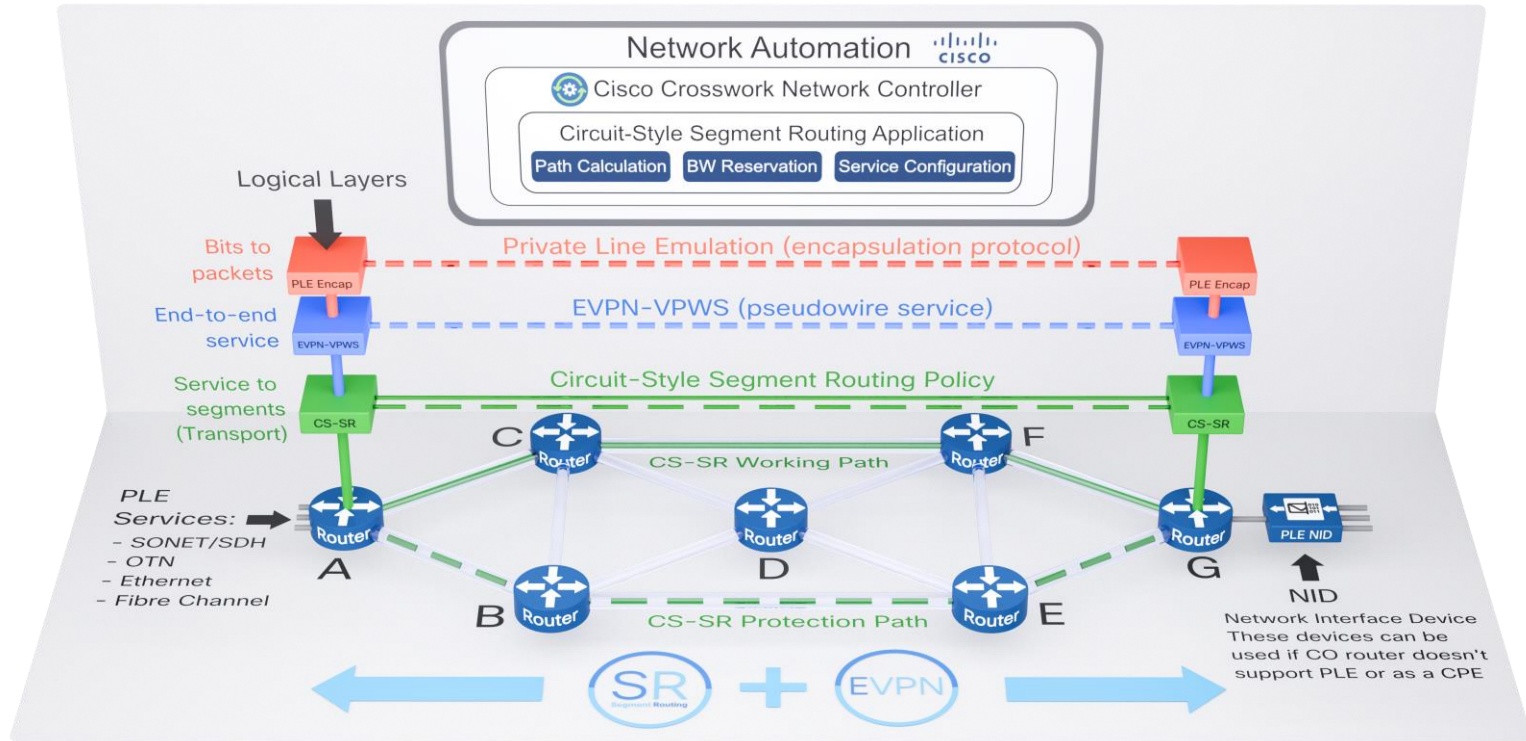 Network Automation
CISCO
Cisco Crosswork Network Controller
Circuit-Style Segment Routing Application
Path Calculation
BW Reservation
Service Configuration
Logical Layers
Bits to
packets
PLE Encap
Private Line Emulation (encapsulation protocol)
PLE Encap
End-to-end
service
EVPN-VPWS
EVPN-VPWS (pseudowire service)
EVPN-VPWS
Service to
segments
(Transport)
CS-SR
Circuit-Style Segment Routing Policy
CS-SR
C
Router
CS-SR Working Path
F
Router
PLE
Services:
- SONET/SDH
- OTN
- Ethernet
- Fibre Channel
Router
A
Router
D
Router
G
PLE NID
NID
Network Interface Device
These devices can be
used if CO router doesn't
support PLE or as a CPE
B
Router
CS-SR Protection Path
Router
E
SR
Segment Routing
EVPN